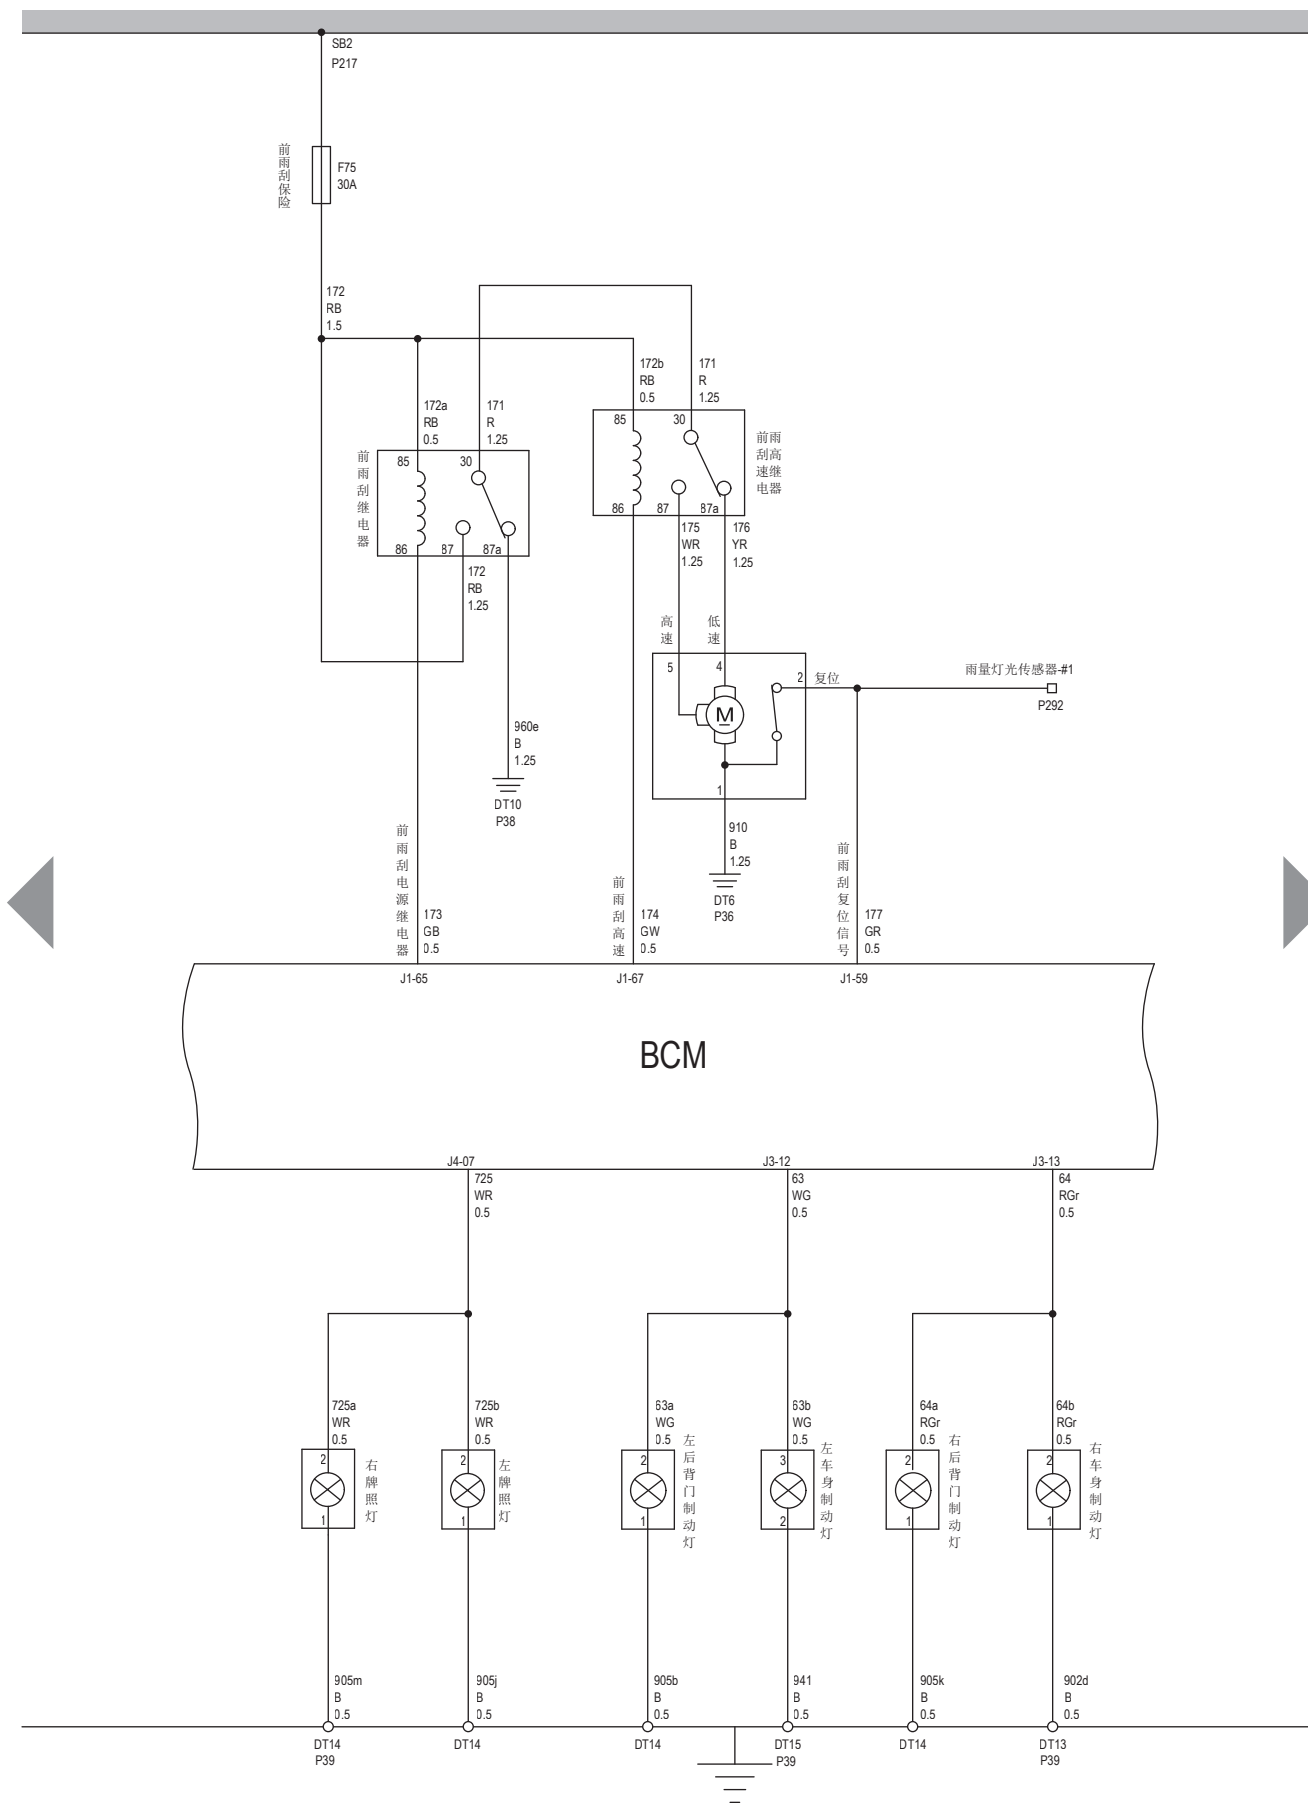 SB2
P217
前雨刮保险
F75
30A
172
RB
1.5
172b
RB
0.5
171
R
1.25
172a
RB
0.5
171
R
1.25
85
30
86
87
87a
前雨刮高速继电器
前雨刮继电器
85
30
86
87
87a
175
WR
1.25
176
YR
1.25
172
RB
1.25
高速
低速
5
4
2
复位
M
1
雨量灯光传感器-#1
P292
960e
B
1.25
DT10
P38
910
B
1.25
DT6
P36
前雨刮电源继电器
173
GB
0.5
前雨刮高速
174
GW
0.5
前雨刮复位信号
177
GR
0.5
J1-65
J1-67
J1-59
BCM
J4-07
J3-12
J3-13
725
WR
0.5
63
WG
0.5
64
RGr
0.5
725a
WR
0.5
725b
WR
0.5
63a
WG
0.5
63b
WG
0.5
64a
RGr
0.5
64b
RGr
0.5
2
1
右牌照灯
2
1
左牌照灯
2
1
左后背门制动灯
3
2
左车身制动灯
2
1
右后背门制动灯
2
1
右车身制动灯
905m
B
0.5
905j
B
0.5
905b
B
0.5
941
B
0.5
905k
B
0.5
902d
B
0.5
DT14
P39
DT14
DT14
DT15
P39
DT14
DT13
P39